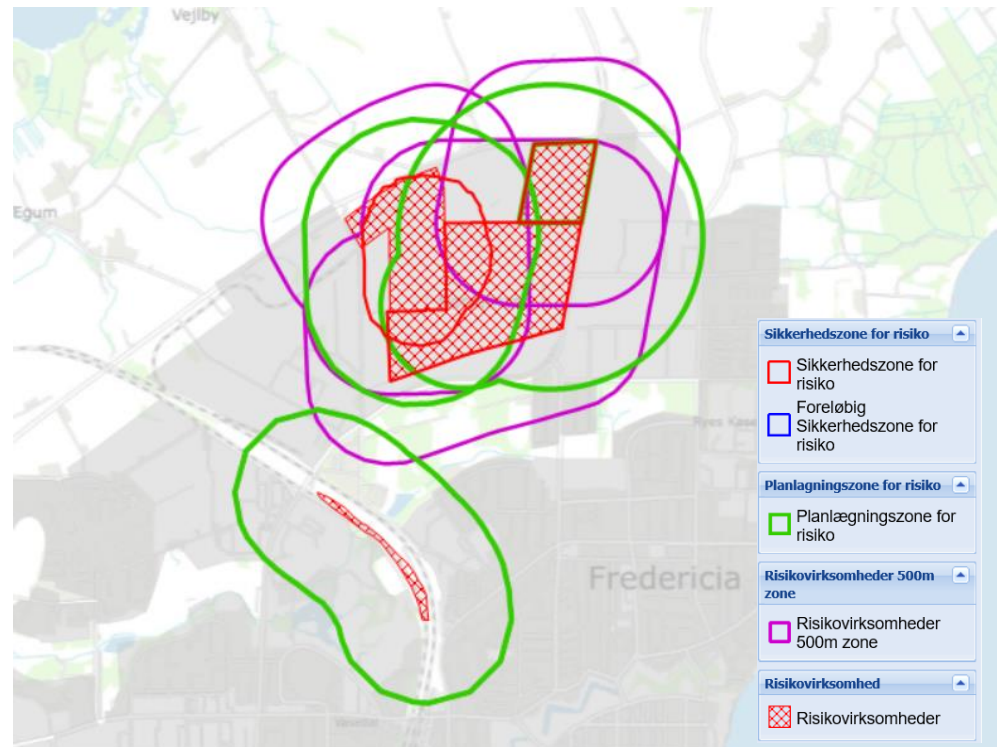 Vejlby
Egum
Fredericia
Sikkerhedszone for risiko
Sikkerhedszone for
risiko
Foreløbig
Sikkerhedszone for
risiko
Planlagningszone for risiko
Planlægningszone for
risiko
Risikovirksomheder 500m
zone
Risikovirksomheder
500m zone
Risikovirksomhed
Risikovirksomheder